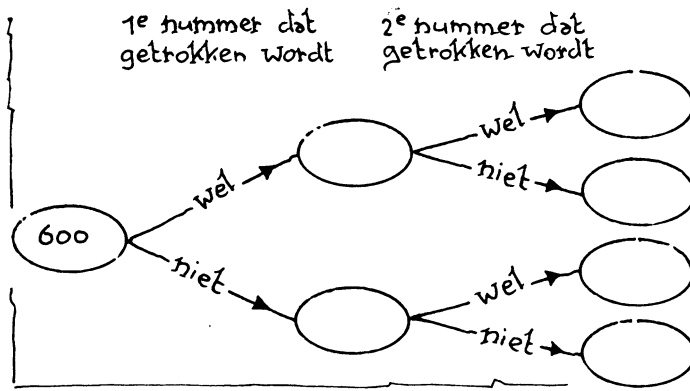 1e nummer dat
getrokken wordt
2e nummer dat
getrokken wordt
wel
niet
600
wel
niet
wel
niet